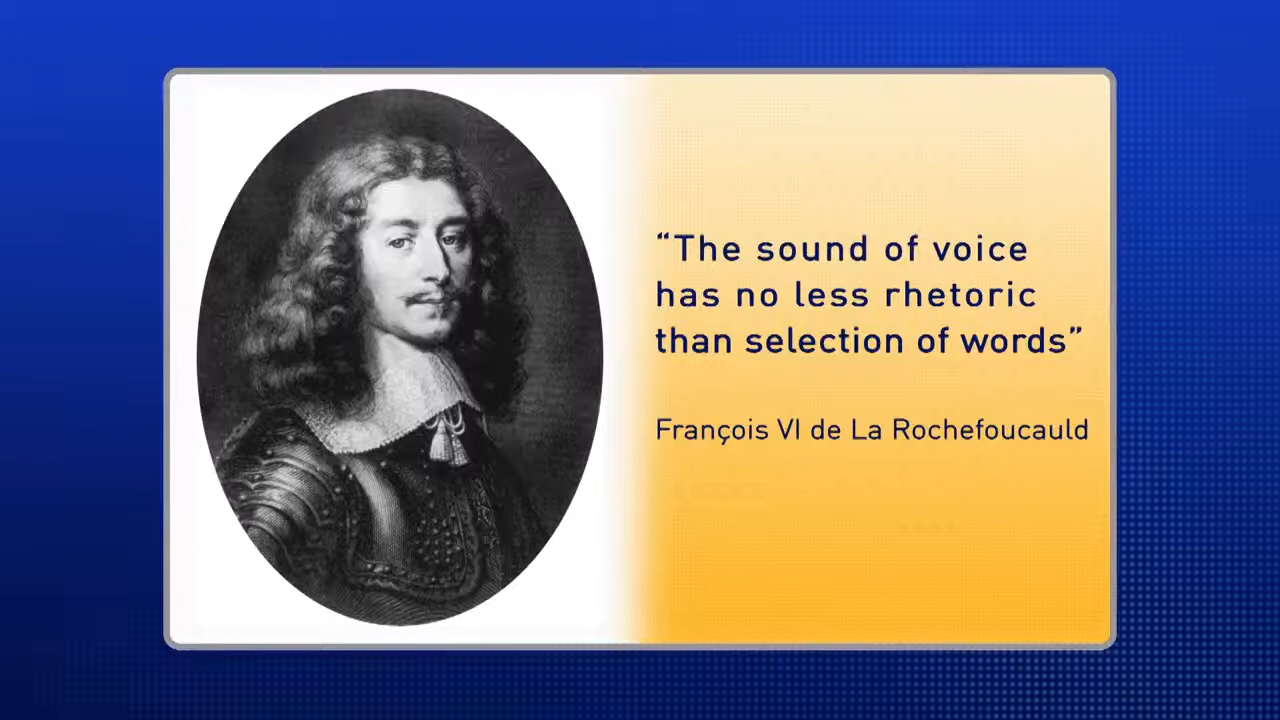 “The sound of voice
has no less rhetoric
than selection of words”
François VI de La Rochefoucauld